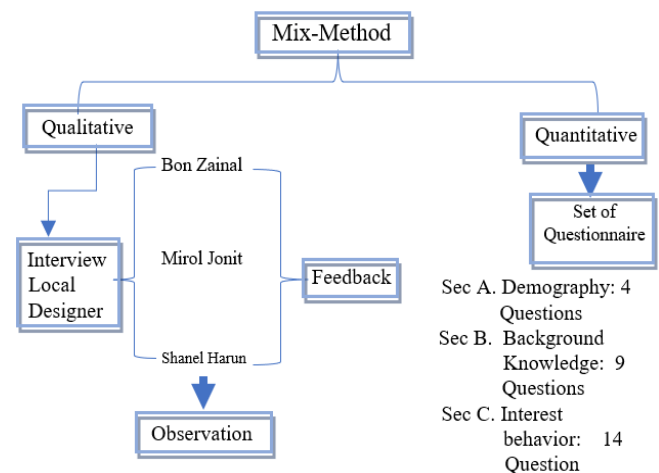 Mix-Method
Qualitative
Quantitative
Bon Zainal
Interview
Local
Designer
Mirol Jonit
Shanel Harun
Feedback
Observation
Set of
Questionnaire
Sec A. Demography: 4
Questions
Sec B. Background
Knowledge: 9
Questions
Sec C. Interest
behavior: 14
Question